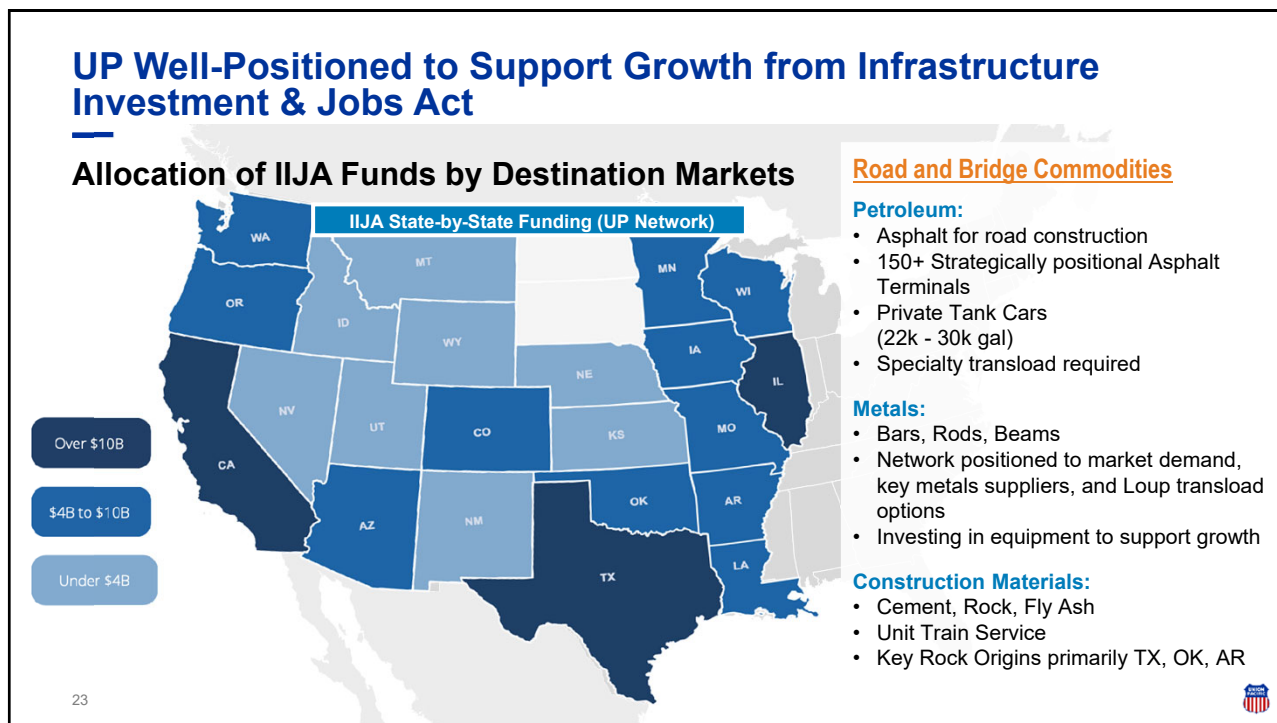 UP Well-Positioned to Support Growth from Infrastructure
Investment & Jobs Act
Allocation of IIJA Funds by Destination Markets
IIJA State-by-State Funding (UP Network)
WA
MT
MN
OR
ID
WI
WY
IA
NE
IL
NV
UT
CO
KS
MO
CA
AZ
NM
OK
AR
TX
LA
Over $10B
$4B to $10B
Under $4B
Road and Bridge Commodities
Petroleum:
• Asphalt for road construction
• 150+ Strategically positional Asphalt
Terminals
• Private Tank Cars
(22k - 30k gal)
• Specialty transload required
Metals:
• Bars, Rods, Beams
• Network positioned to market demand,
key metals suppliers, and Loup transload
options
• Investing in equipment to support growth
Construction Materials:
• Cement, Rock, Fly Ash
• Unit Train Service
• Key Rock Origins primarily TX, OK, AR
23
UNION
PACIFIC